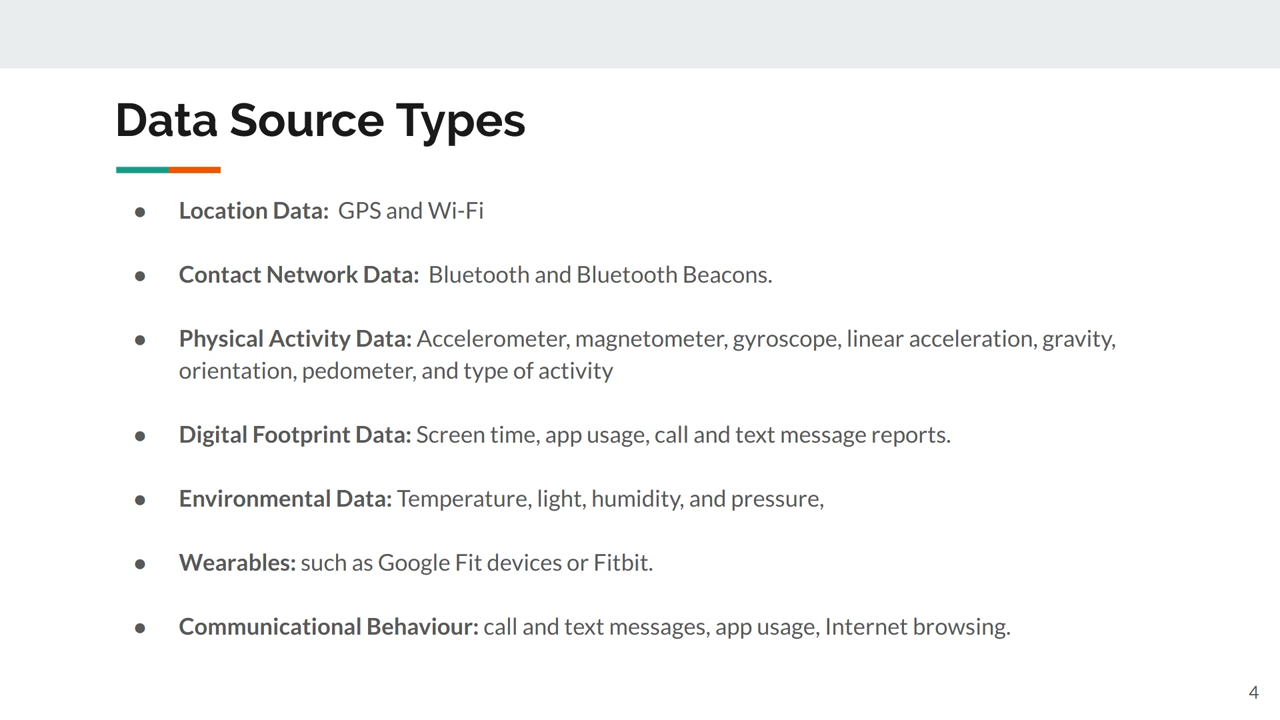 Data Source Types
● Location Data: GPS and Wi-Fi
● Contact Network Data: Bluetooth and Bluetooth Beacons.
● Physical Activity Data: Accelerometer, magnetometer, gyroscope, linear acceleration, gravity,
orientation, pedometer, and type of activity
● Digital Footprint Data: Screen time, app usage, call and text message reports.
● Environmental Data: Temperature, light, humidity, and pressure,
● Wearables: such as Google Fit devices or Fitbit.
● Communicational Behaviour: call and text messages, app usage, Internet browsing.
4